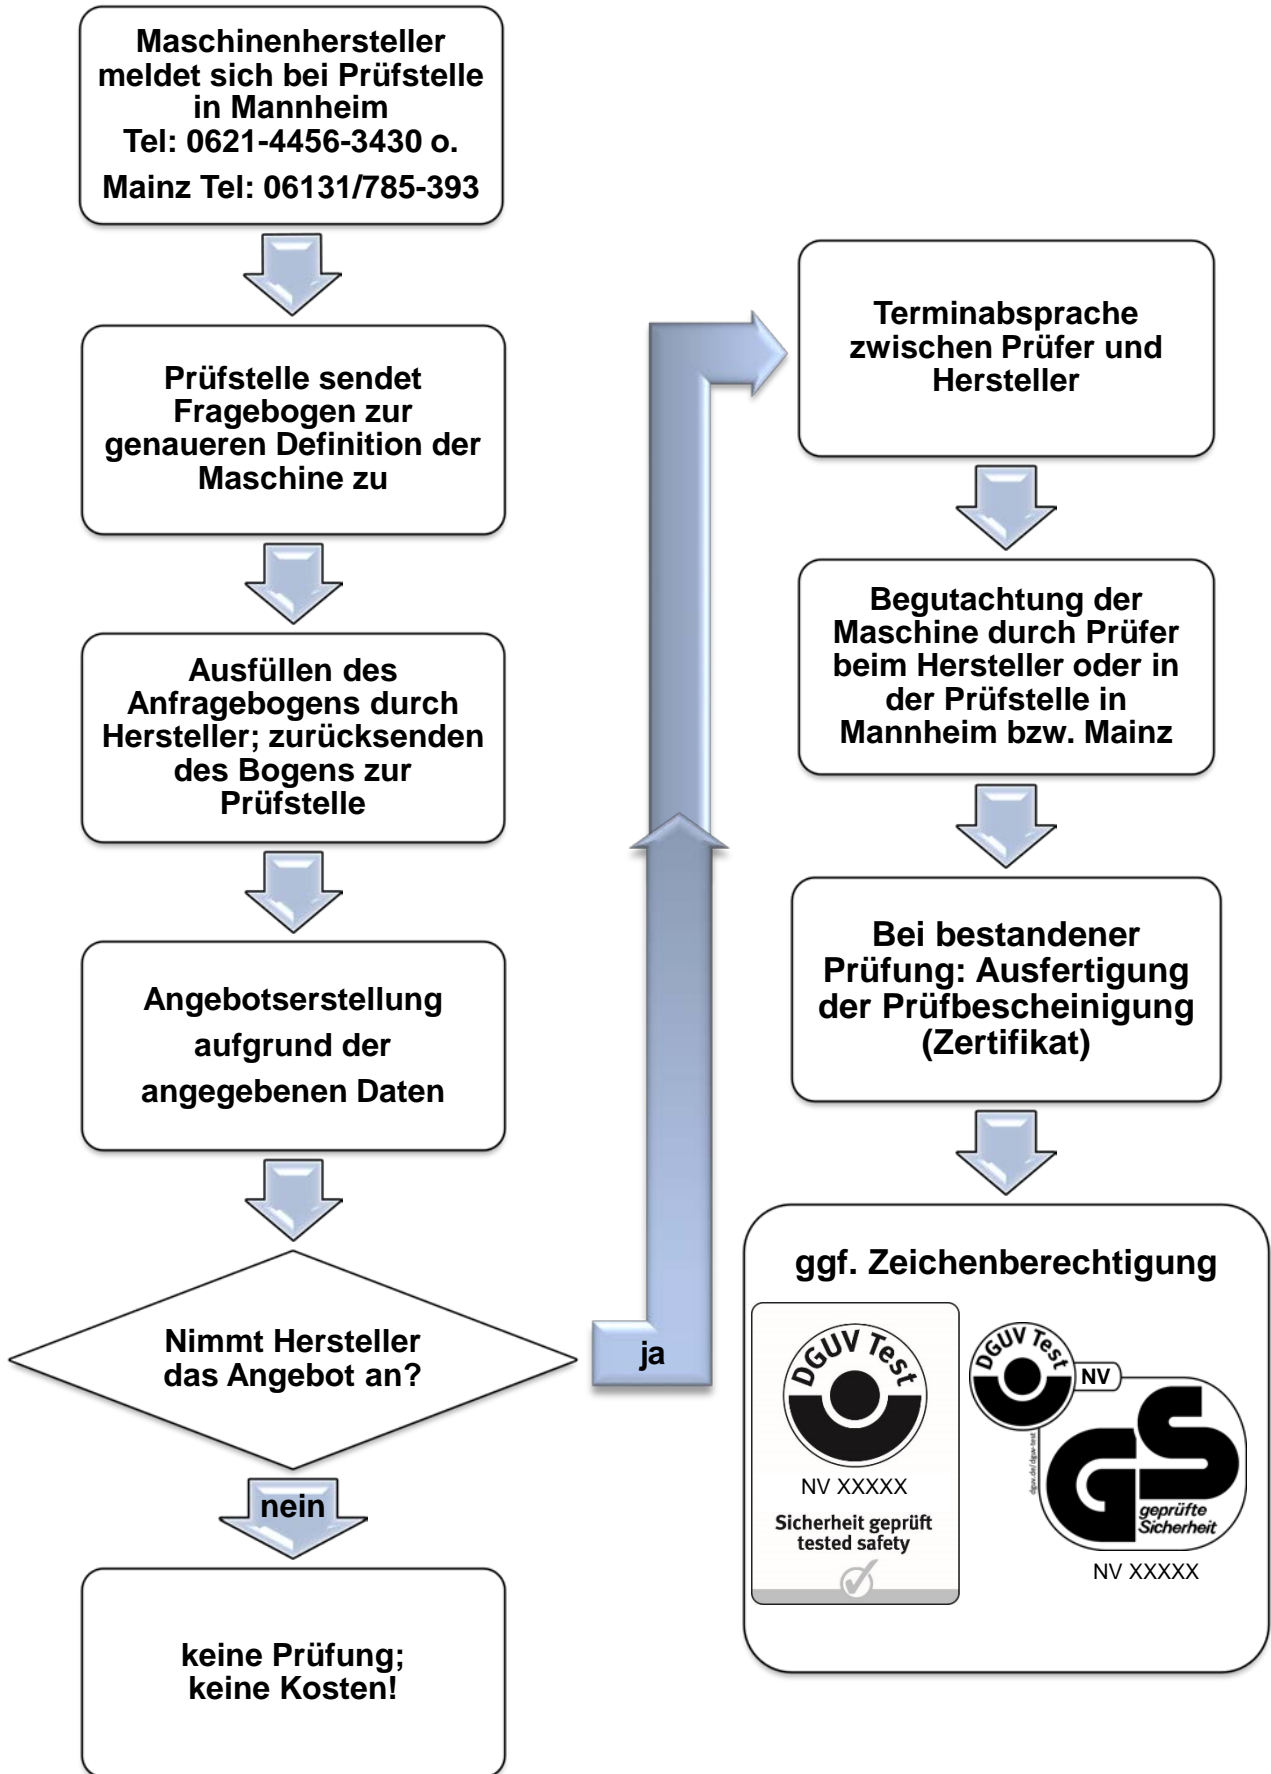 Maschinenhersteller
meldet sich bei Prüfstelle
in Mannheim
Tel: 0621-4456-3430 o.
Mainz Tel: 06131/785-393
Prüfstelle sendet
Fragebogen zur
genaueren Definition der
Maschine zu
Ausfüllen des
Anfragebogens durch
Hersteller; zurücksenden
des Bogens zur
Prüfstelle
Angebotserstellung
aufgrund der
angegebenen Daten
Nimmt Hersteller
das Angebot an?
nein
keine Prüfung;
keine Kosten!
ja
Terminabsprache
zwischen Prüfer und
Hersteller
Begutachtung der
Maschine durch Prüfer
beim Hersteller oder in
der Prüfstelle in
Mannheim bzw. Mainz
Bei bestandener
Prüfung: Ausfertigung
der Prüfbescheinigung
(Zertifikat)
ggf. Zeichenberechtigung
DGUV Test
NV XXXXX
Sicherheit geprüft
tested safety
DGUV Test
NV
dguv.de/dguv-test
GS
geprüfte
Sicherheit
NV XXXXX